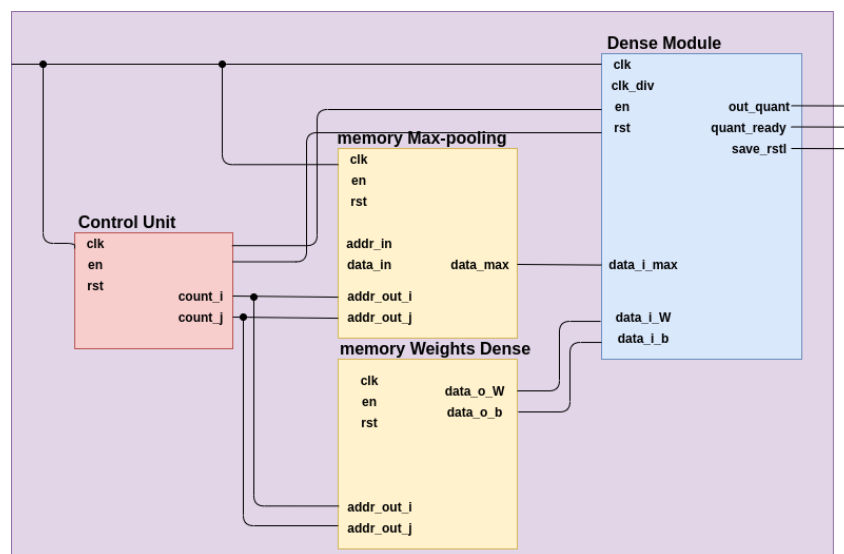 Dense Module
clk
clk_div
en
rst
out_quant
quant_ready
save_rstl
data_i_max
data_i_W
data_i_b
memory Max-pooling
clk
en
rst
addr_in
data_in
data_max
addr_out_i
addr_out_j
Control Unit
clk
en
rst
count_i
count_j
memory Weights Dense
clk
en
rst
data_o_W
data_o_b
addr_out_i
addr_out_j